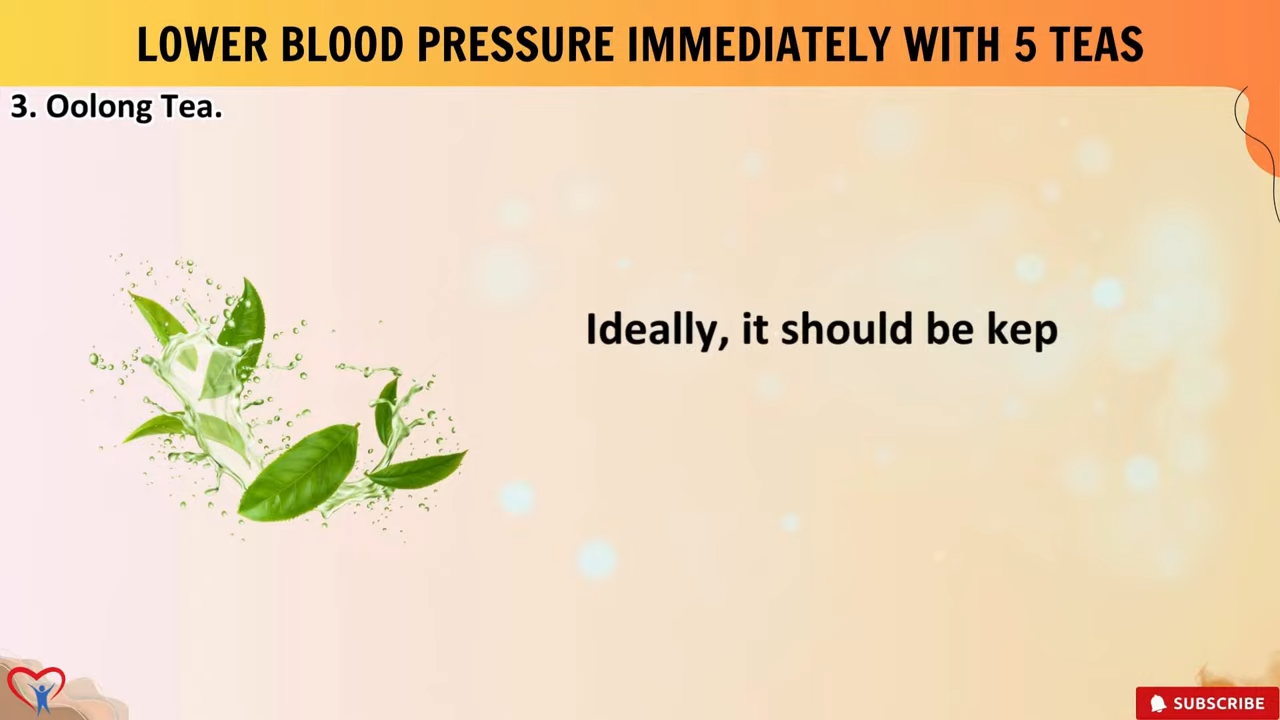 LOWER BLOOD PRESSURE IMMEDIATELY WITH 5 TEAS
3. Oolong Tea.
Ideally, it should be kep
SUBSCRIBE